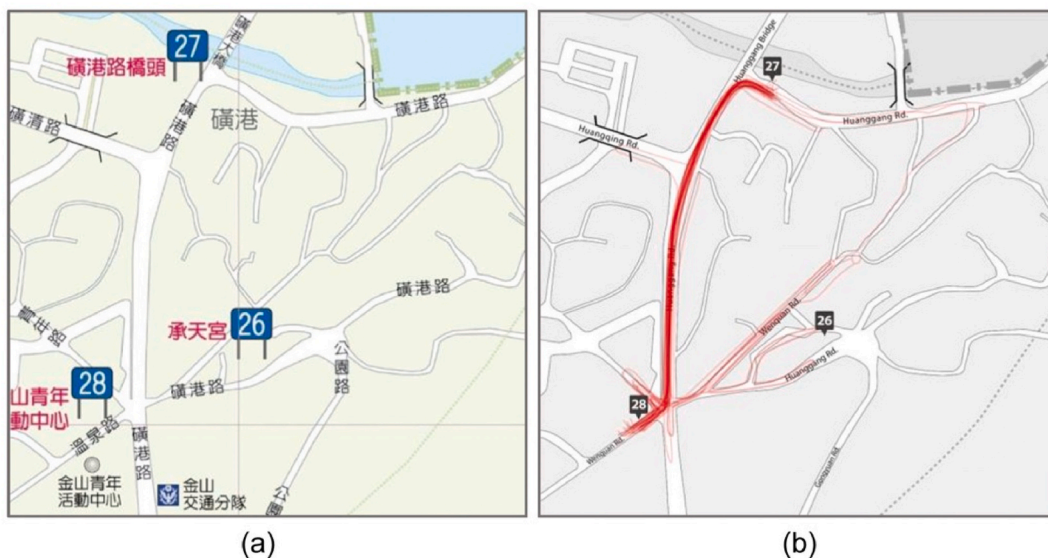 27
磺港大橋
磺港路橋頭
磺港
磺港路
磺清路
磺港路
磺港路
承天宮
26
公園路
28
磺港路
山青年
動中心
溫泉路
磺港路
金山青年
活動中心
金山
交通分隊
公園
(a)
Huanggang Bridge
27
Huanggang Rd.
Huangqing Rd.
Huanggang Rd.
Wenquan Rd.
26
Huanggang Rd.
28
Wenquan Rd.
Gongyuan Rd.
(b)